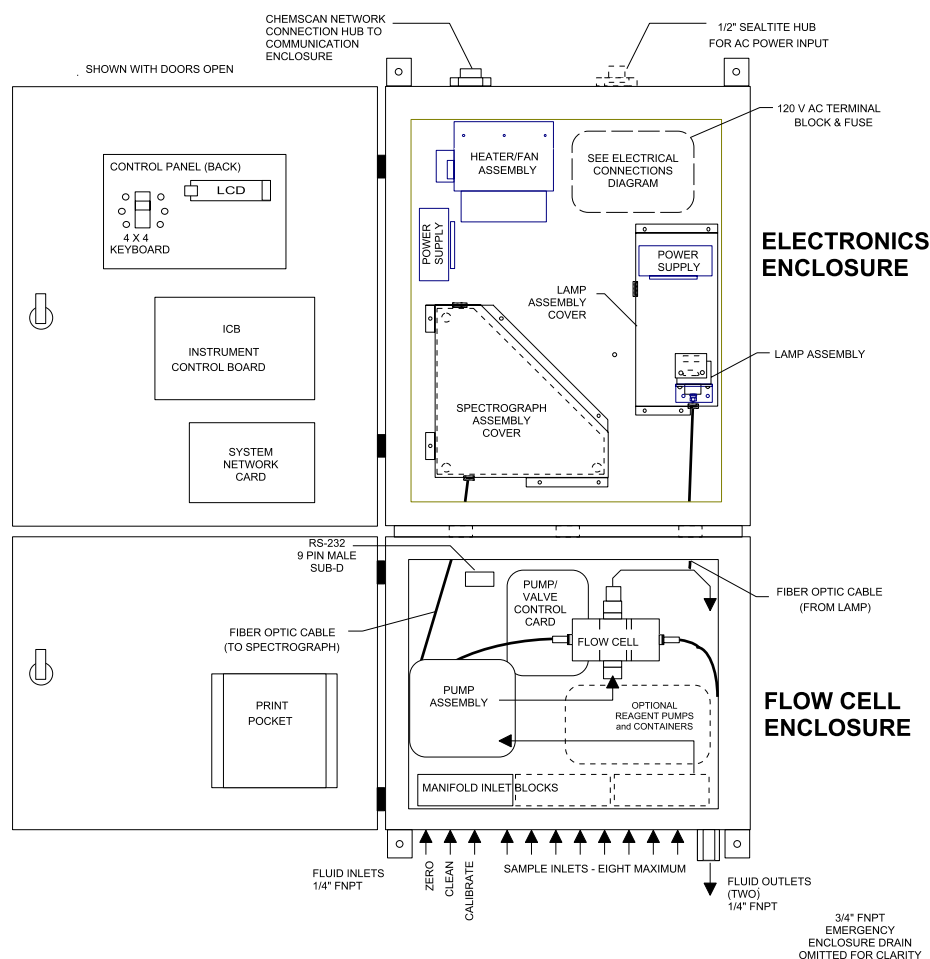 CHEMSCAN NETWORK
CONNECTION HUB TO
COMMUNICATION
ENCLOSURE
1/2" SEALTITE HUB
FOR AC POWER INPUT
SHOWN WITH DOORS OPEN
120 V AC TERMINAL
BLOCK & FUSE
CONTROL PANEL (BACK)
LCD
4 X 4
KEYBOARD
HEATER/FAN
ASSEMBLY
SEE ELECTRICAL
CONNECTIONS
DIAGRAM
POWER
SUPPLY
POWER
SUPPLY
ELECTRONICS
ENCLOSURE
LAMP
ASSEMBLY
COVER
ICB
INSTRUMENT
CONTROL BOARD
LAMP ASSEMBLY
SPECTROGRAPH
ASSEMBLY
COVER
SYSTEM
NETWORK
CARD
RS-232
9 PIN MALE
SUB-D
PUMP/
VALVE
CONTROL
CARD
FIBER OPTIC CABLE
(FROM LAMP)
FIBER OPTIC CABLE
(TO SPECTROGRAPH)
FLOW CELL
PUMP
ASSEMBLY
OPTIONAL
REAGENT PUMPS
and CONTAINERS
FLOW CELL
ENCLOSURE
PRINT
POCKET
MANIFOLD INLET BLOCKS
FLUID INLETS
1/4" FNPT
ZERO
CLEAN
CALIBRATE
SAMPLE INLETS - EIGHT MAXIMUM
FLUID OUTLETS
(TWO)
1/4" FNPT
3/4" FNPT
EMERGENCY
ENCLOSURE DRAIN
OMITTED FOR CLARITY